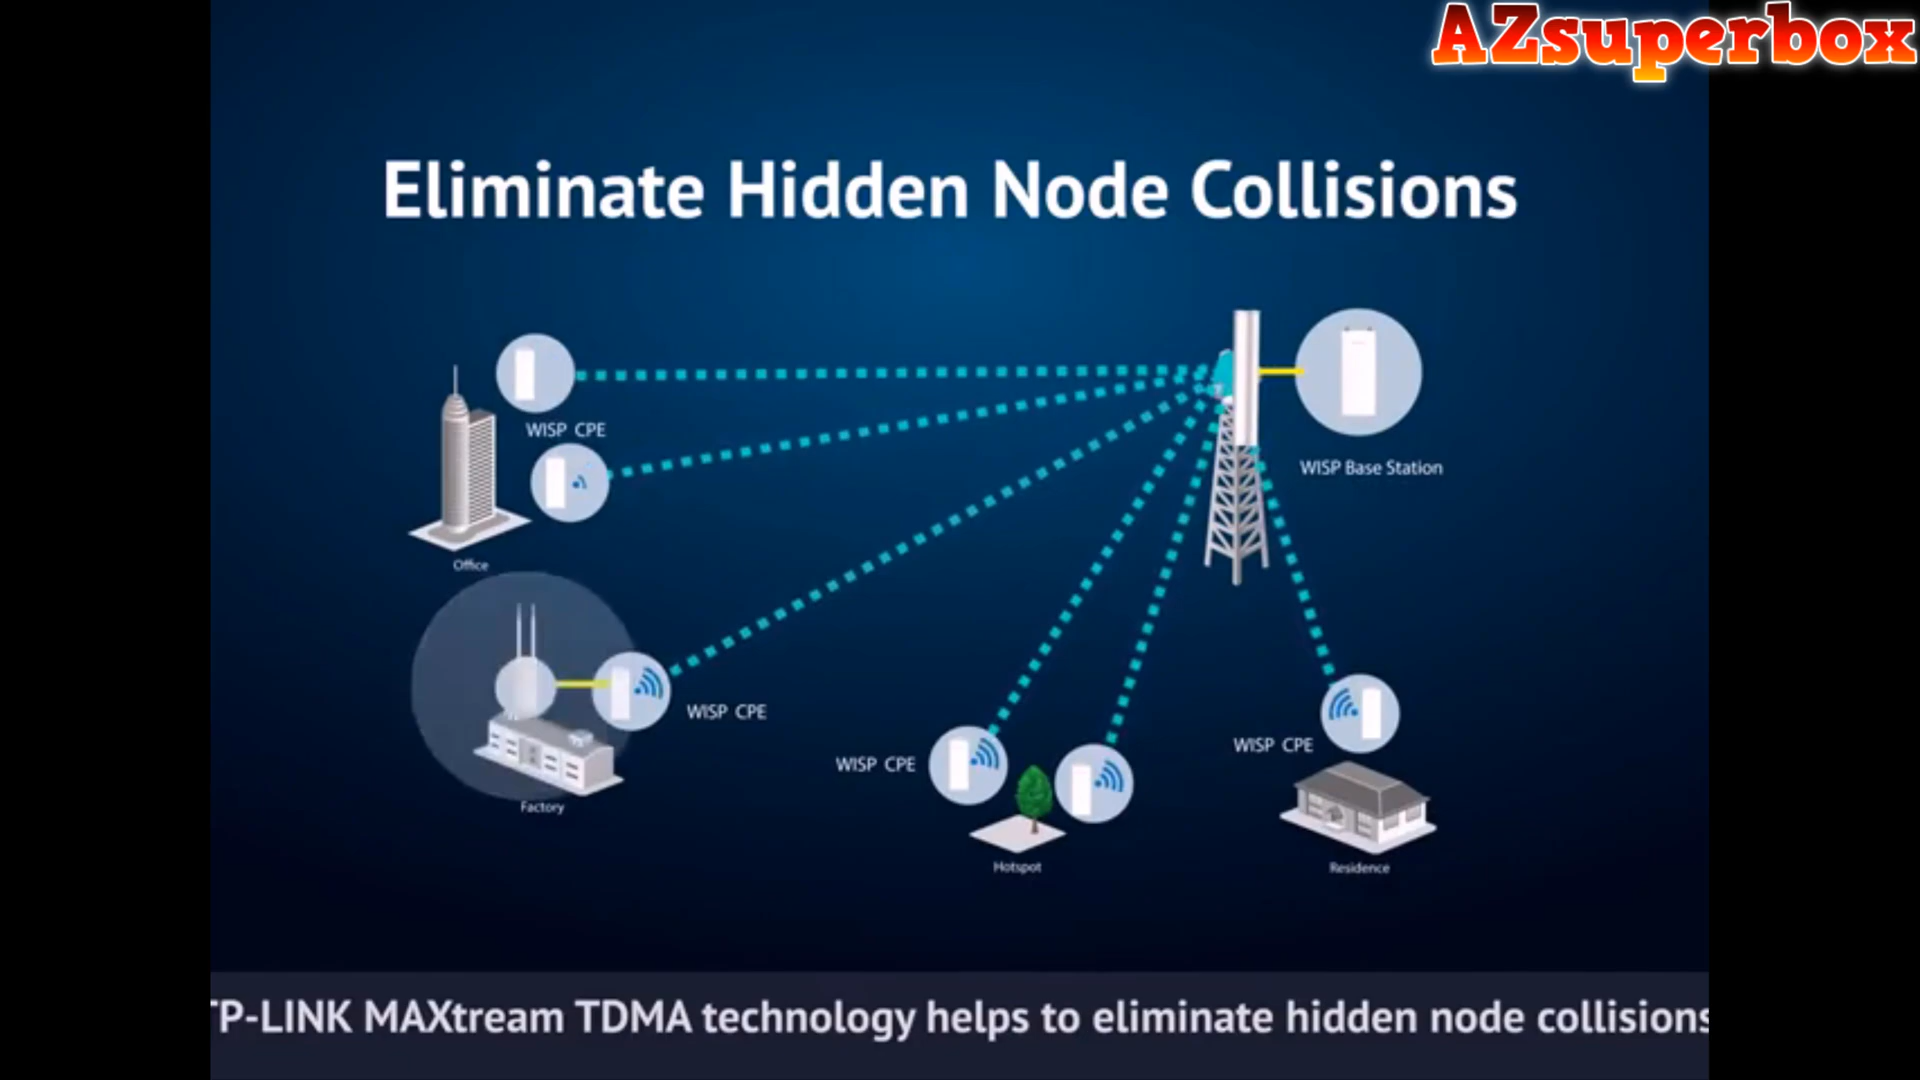 AZsuperbox
Eliminate Hidden Node Collisions
WISP CPE
WISP Base Station
Office
WISP CPE
WISP CPE
WISP CPE
Factory
Hotspot
Residence
TP-LINK MAXtream TDMA technology helps to eliminate hidden node collisions